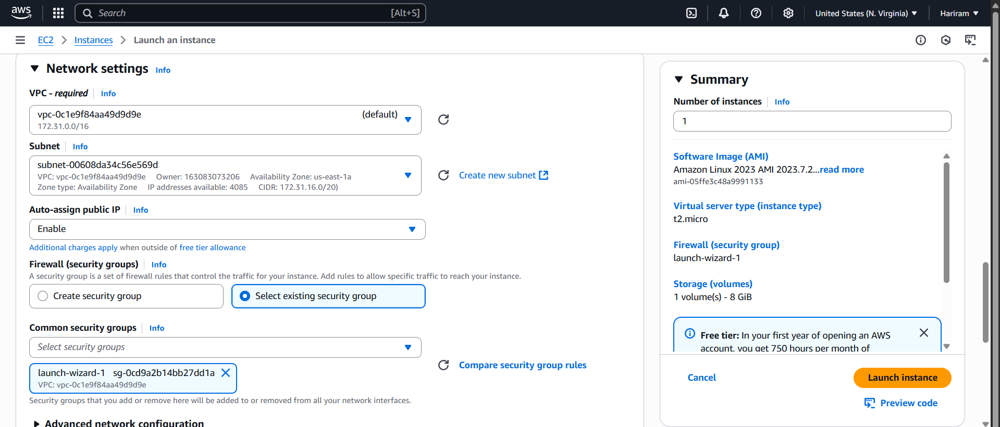 aws
Search [Alt+S]
United States (N. Virginia)
Hariram
EC2 Instances Launch an instance
Network settings Info
VPC - required Info
vpc-0c1e9f84aa49d9d9e (default)
172.31.0.0/16
Subnet Info
subnet-00608da34c56e569d
VPC: vpc-0c1e9f84aa49d9d9e Owner: 163083073206 Availability Zone: us-east-1a
Zone type: Availability Zone IP addresses available: 4085 CIDR: 172.31.16.0/20)
Create new subnet
Auto-assign public IP Info
Enable
Additional charges apply when outside of free tier allowance
Firewall (security groups) Info
A security group is a set of firewall rules that control the traffic for your instance. Add rules to allow specific traffic to reach your instance.
Create security group
Select existing security group
Common security groups Info
Select security groups
launch-wizard-1 sg-0cd9a2b14bb27dd1a
VPC: vpc-0c1e9f84aa49d9d9e
Compare security group rules
Security groups that you add or remove here will be added to or removed from all your network interfaces.
Advanced network configuration
Summary
Number of instances Info
1
Software Image (AMI)
Amazon Linux 2023 AMI 2023.7.2...read more
ami-05ffe3c48a9991133
Virtual server type (instance type)
t2.micro
Firewall (security group)
launch-wizard-1
Storage (volumes)
1 volume(s) - 8 GiB
Free tier: In your first year of opening an AWS
account, you get 750 hours per month of
Cancel
Launch instance
Preview code